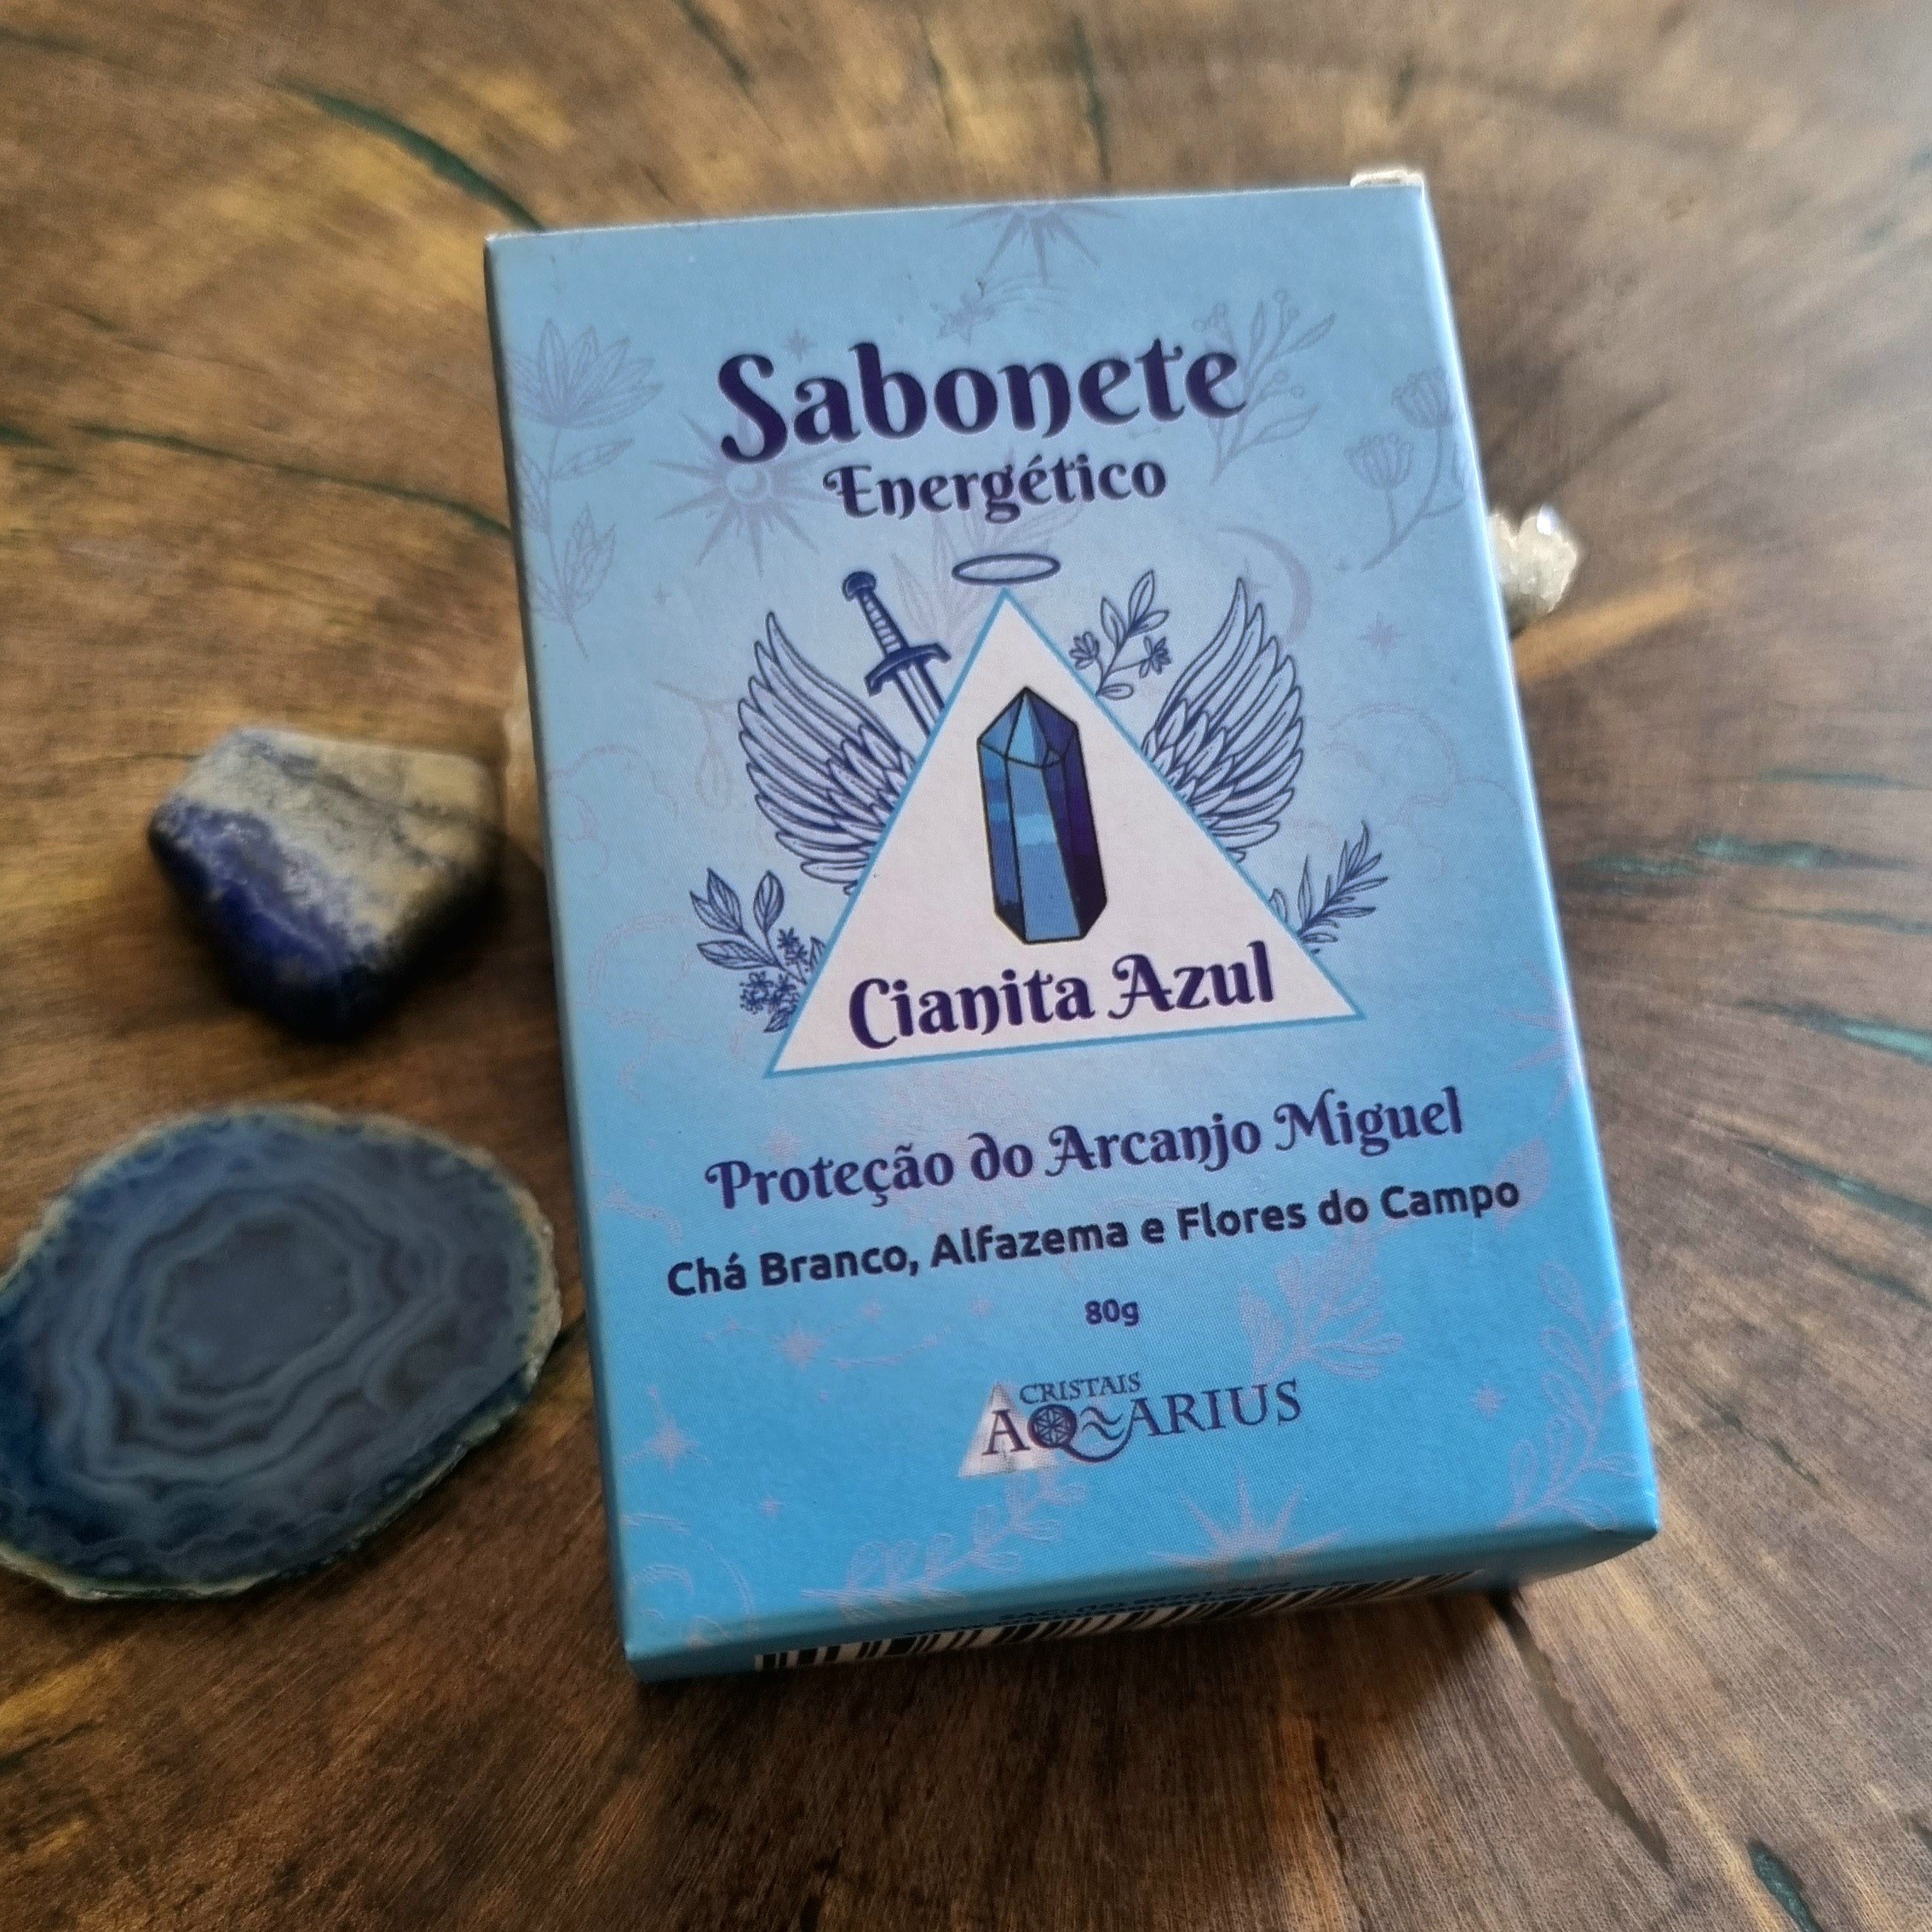 Sabonete
Energético
Cianita Azul
Proteção do Arcanjo Miguel
Chá Branco, Alfazema e Flores do Campo
80g
CRISTAIS
AQUARIUS